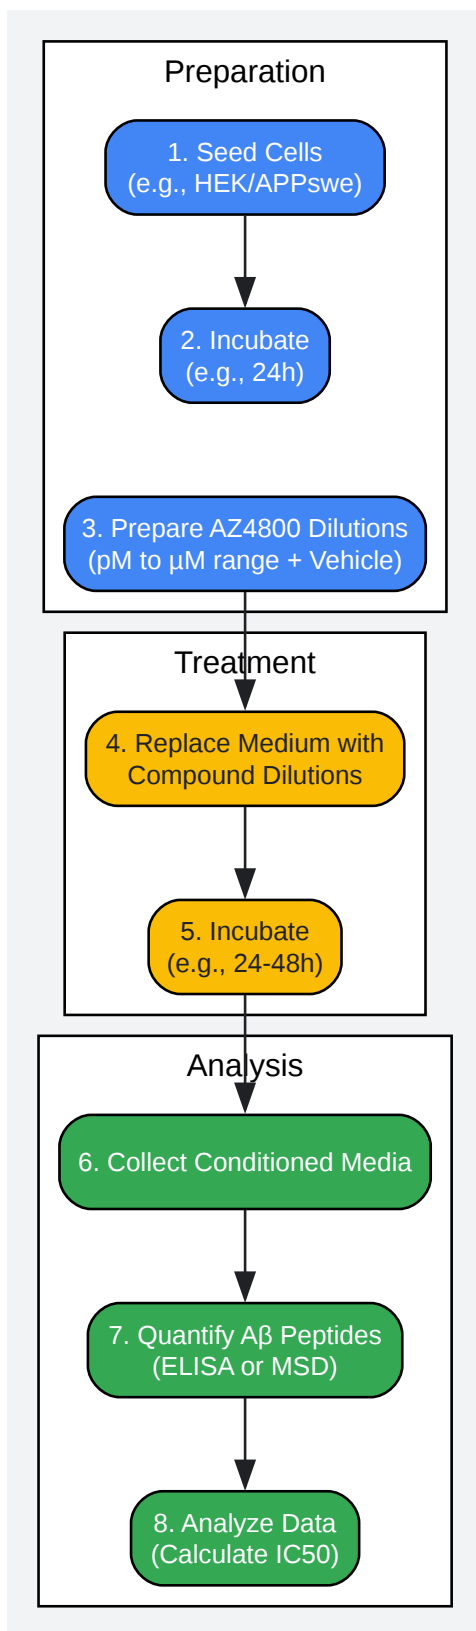 Preparation
1. Seed Cells
(e.g., HEK/APPswe)
2. Incubate
(e.g., 24h)
3. Prepare AZ4800 Dilutions
(pM to µM range + Vehicle)
Treatment
4. Replace Medium with
Compound Dilutions
5. Incubate
(e.g., 24-48h)
Analysis
6. Collect Conditioned Media
7. Quantify Aβ Peptides
(ELISA or MSD)
8. Analyze Data
(Calculate IC50)